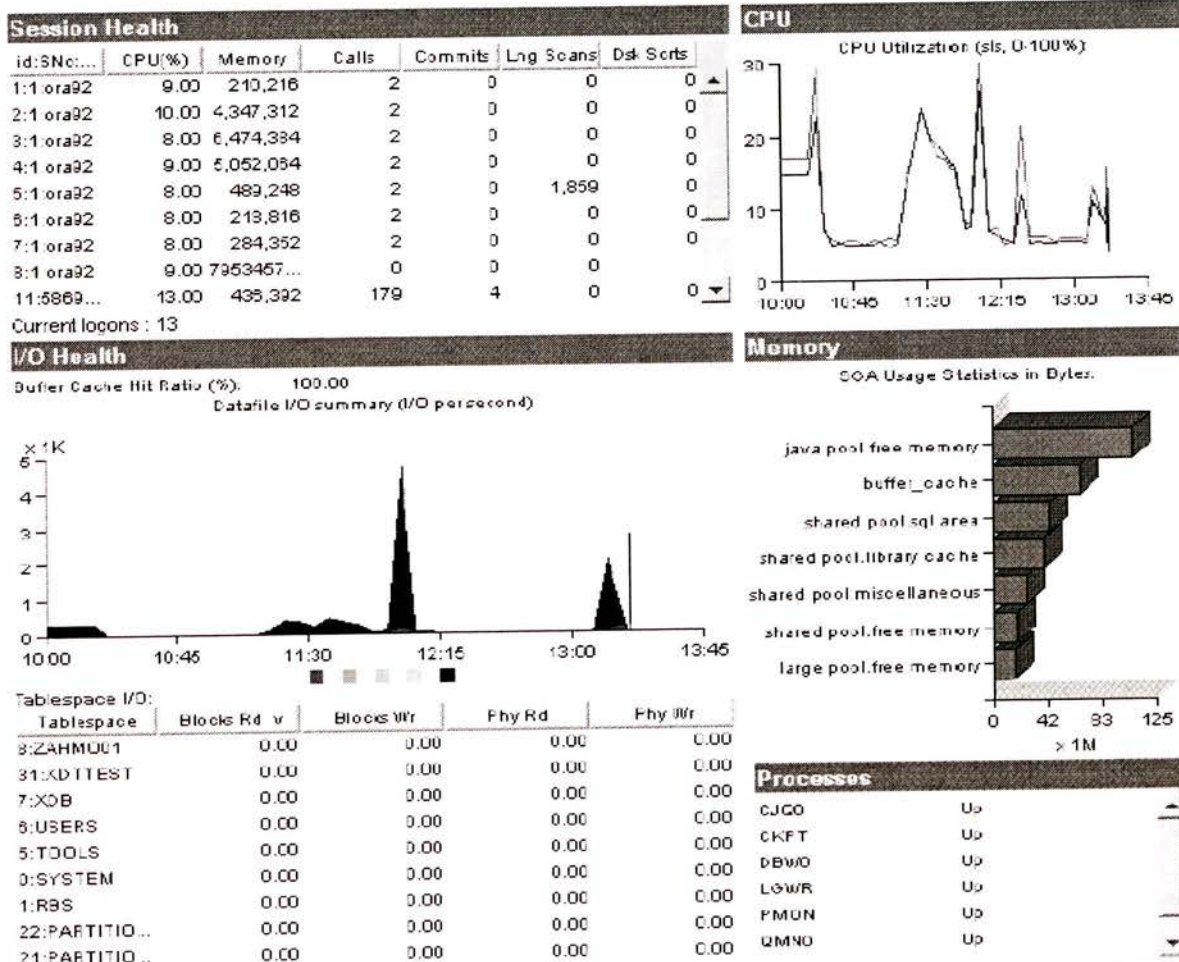 Session Health
id:SNo:... CPU(%) Memory Calls Commits Lng Scans Dsk Sorts
1:1:ora92 9.00 210,216 2 0 0 0
2:1:ora92 10.00 4,347,312 2 0 0 0
3:1:ora92 8.00 6,474,384 2 0 0 0
4:1:ora92 9.00 5,052,064 2 0 0 0
5:1:ora92 8.00 489,248 2 0 1,859 0
6:1:ora92 8.00 213,816 2 0 0 0
7:1:ora92 8.00 284,352 2 0 0 0
8:1:ora92 9.00 7953457... 0 0 0
11:5869... 13.00 435,392 179 4 0 0
Current logons : 13
CPU
CPU Utilization (sls, 0-100%)
30
20
10
0
10:00 10:45 11:30 12:15 13:00 13:45
I/O Health
Buffer Cache Hit Ratio (%): 100.00
Datafile I/O summary (I/O per second)
x 1K
5
4
3
2
1
0
10:00 10:45 11:30 12:15 13:00 13:45
Tablespace I/O:
Tablespace Blocks Rd v Blocks Wr Phy Rd Phy Wr
8:ZAHMO01 0.00 0.00 0.00 0.00
31:XDTTEST 0.00 0.00 0.00 0.00
7:XDB 0.00 0.00 0.00 0.00
6:USERS 0.00 0.00 0.00 0.00
5:TOOLS 0.00 0.00 0.00 0.00
0:SYSTEM 0.00 0.00 0.00 0.00
1:RBS 0.00 0.00 0.00 0.00
22:PARTITIO... 0.00 0.00 0.00 0.00
21:PARTITIO... 0.00 0.00 0.00 0.00
Memory
SGA Usage Statistics in Bytes:
java pool.free memory
buffer_cache
shared pool.sql area
shared pool.library cache
shared pool.miscellaneous
shared pool.free memory
large pool.free memory
0 42 93 125
x 1M
Processes
CJQ0 Up
CKPT Up
DBW0 Up
LGWR Up
PMON Up
QMN0 Up